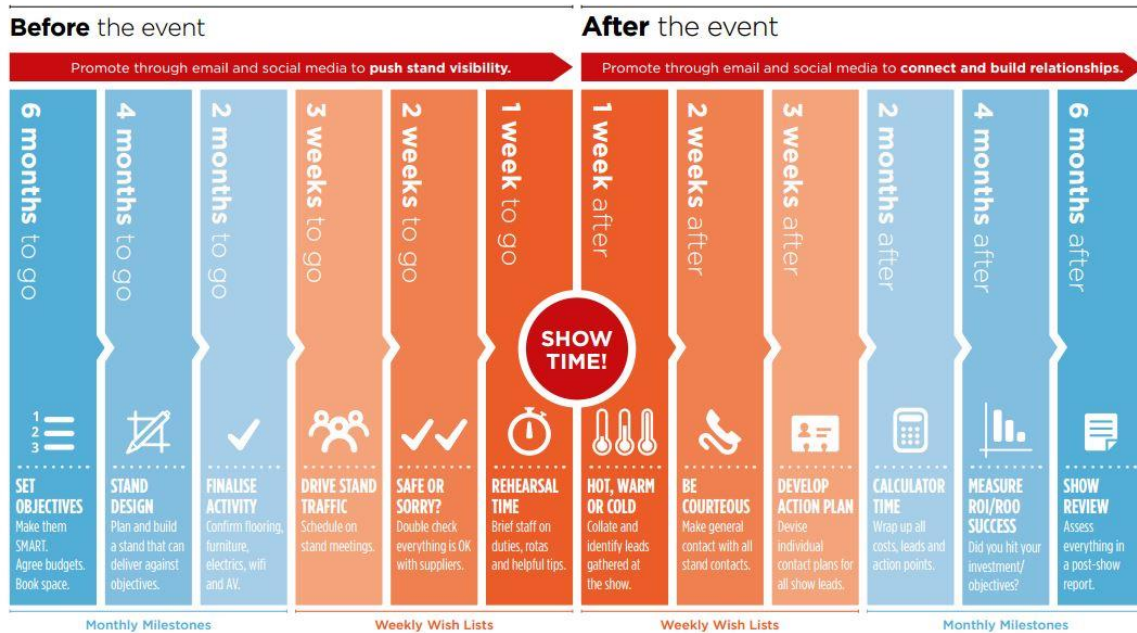 Before the event
Promote through email and social media to push stand visibility.
After the event
Promote through email and social media to connect and build relationships.
6 months to go
4 months to go
2 months to go
3 weeks to go
2 weeks to go
1 week to go
1 week after
2 weeks after
3 weeks after
2 months after
4 months after
6 months after
SHOW
TIME!
1
2
3
SET
OBJECTIVES
Make them
SMART.
Agree budgets.
Book space.
STAND
DESIGN
Plan and build
a stand that can
deliver against
objectives.
FINALISE
ACTIVITY
Confirm flooring,
furniture,
electrics, wifi
and AV.
DRIVE STAND
TRAFFIC
Schedule on
stand meetings.
SAFE OR
SORRY?
Double check
everything is OK
with suppliers.
REHEARSAL
TIME
Brief staff on
duties, rotas
and helpful tips.
HOT, WARM
OR COLD
Collate and
identify leads
gathered at
the show.
BE
COURTEOUS
Make general
contact with all
stand contacts.
DEVELOP
ACTION PLAN
Devise
individual
contact plans for
all show leads.
CALCULATOR
TIME
Wrap up all
costs, leads and
action points.
MEASURE
ROI/ROO
SUCCESS
Did you hit your
investment/
objectives?
SHOW
REVIEW
Assess
everything in
a post-show
report.
Monthly Milestones
Weekly Wish Lists
Weekly Wish Lists
Monthly Milestones